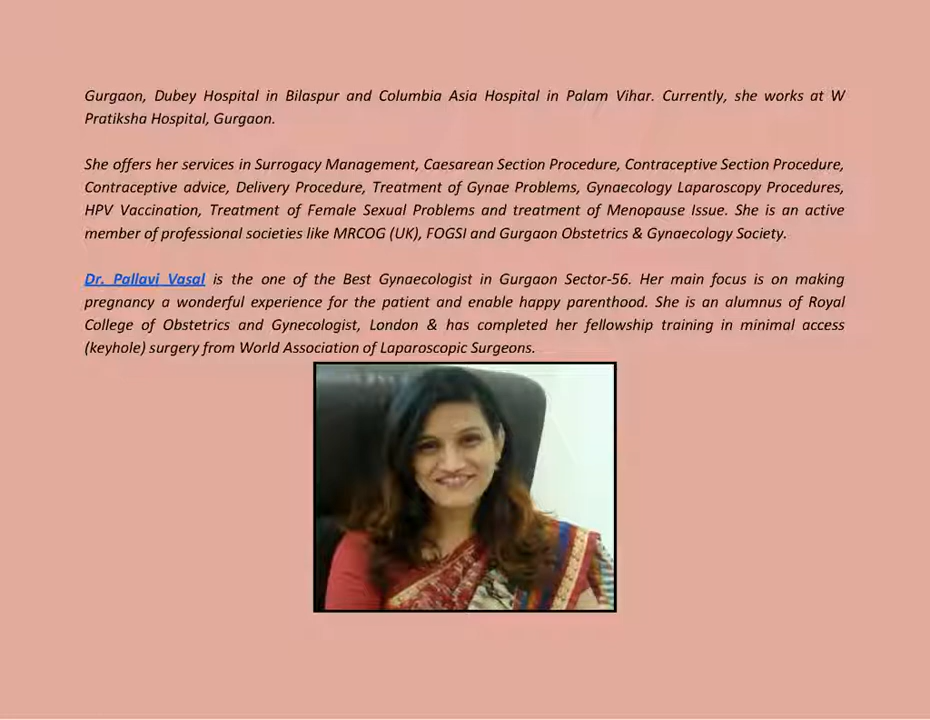 Gurgaon, Dubey Hospital in Bilaspur and Columbia Asia Hospital in Palam Vihar. Currently, she works at W
Pratiksha Hospital, Gurgaon.
She offers her services in Surrogacy Management, Caesarean Section Procedure, Contraceptive Section Procedure,
Contraceptive advice, Delivery Procedure, Treatment of Gynae Problems, Gynaecology Laparoscopy Procedures,
HPV Vaccination, Treatment of Female Sexual Problems and treatment of Menopause Issue. She is an active
member of professional societies like MRCOG (UK), FOGSI and Gurgaon Obstetrics & Gynaecology Society.
Dr. Pallavi Vasal is the one of the Best Gynaecologist in Gurgaon Sector-56. Her main focus is on making
pregnancy a wonderful experience for the patient and enable happy parenthood. She is an alumnus of Royal
College of Obstetrics and Gynecologist, London & has completed her fellowship training in minimal access
(keyhole) surgery from World Association of Laparoscopic Surgeons.